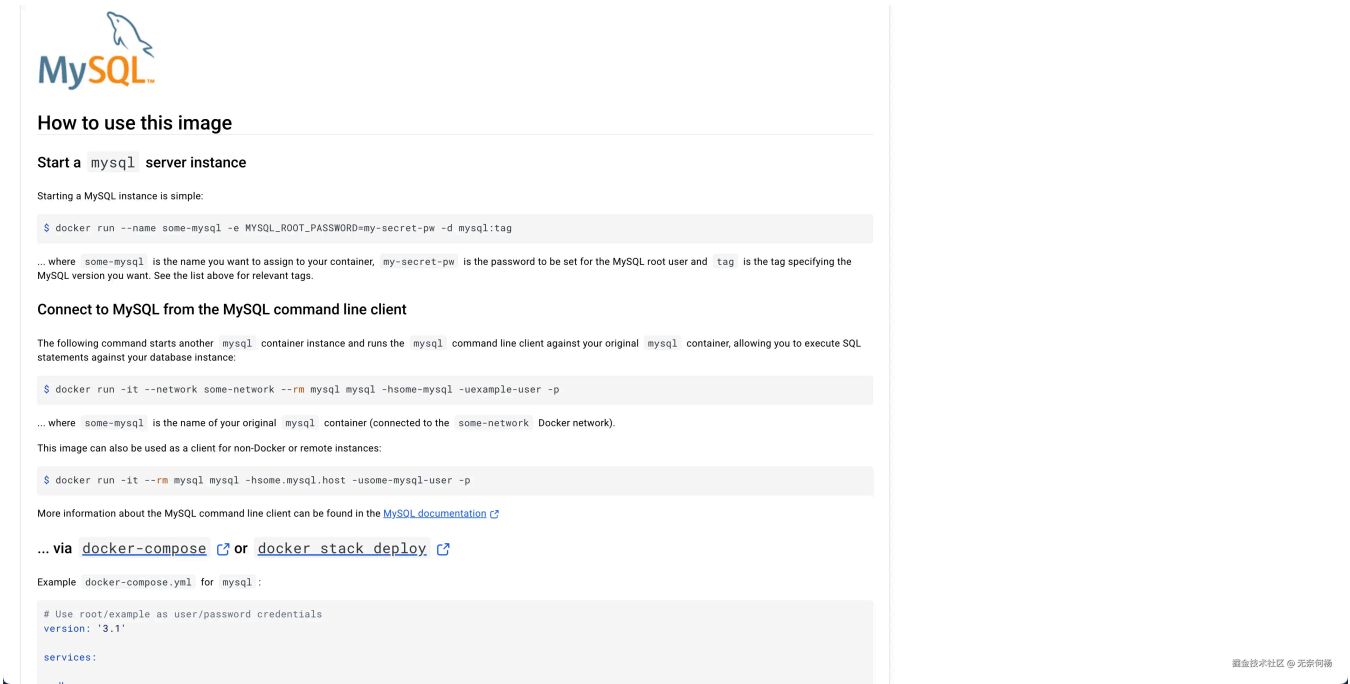 MySQL™
How to use this image
Start a mysql server instance
Starting a MySQL instance is simple:
$ docker run --name some-mysql -e MYSQL_ROOT_PASSWORD=my-secret-pw -d mysql:tag
... where some-mysql is the name you want to assign to your container, my-secret-pw is the password to be set for the MySQL root user and tag is the tag specifying the
MySQL version you want. See the list above for relevant tags.
Connect to MySQL from the MySQL command line client
The following command starts another mysql container instance and runs the mysql command line client against your original mysql container, allowing you to execute SQL
statements against your database instance:
$ docker run -it --network some-network --rm mysql mysql -hsome-mysql -uexample-user -p
... where some-mysql is the name of your original mysql container (connected to the some-network Docker network).
This image can also be used as a client for non-Docker or remote instances:
$ docker run -it --rm mysql mysql -hsome.mysql.host -usome-mysql-user -p
More information about the MySQL command line client can be found in the MySQL documentation
... via docker-compose or docker stack deploy
Example docker-compose.yml for mysql :
# Use root/example as user/password credentials
version: '3.1'
services:
掘金技术社区 @ 无奈何杨